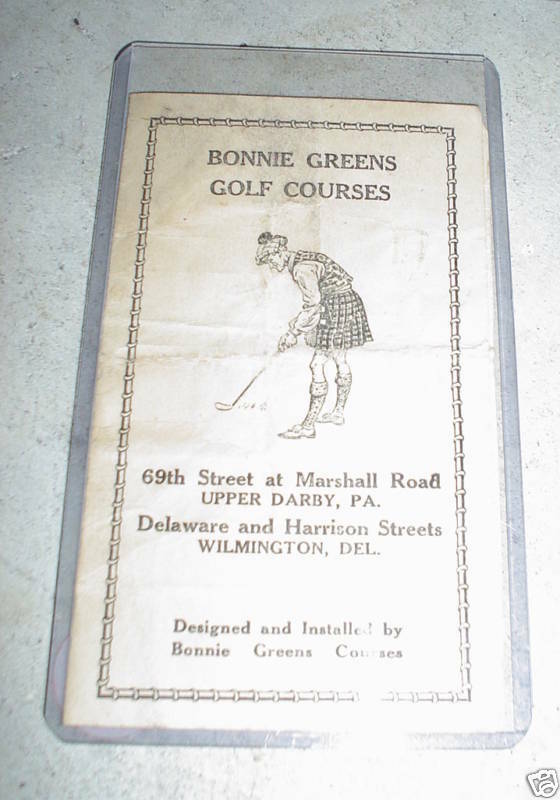 BONNIE GREENS
GOLF COURSES
69th Street at Marshall Road
UPPER DARBY, PA.
Delaware and Harrison Streets
WILMINGTON, DEL.
Designed and Installed by
Bonnie Greens Courses